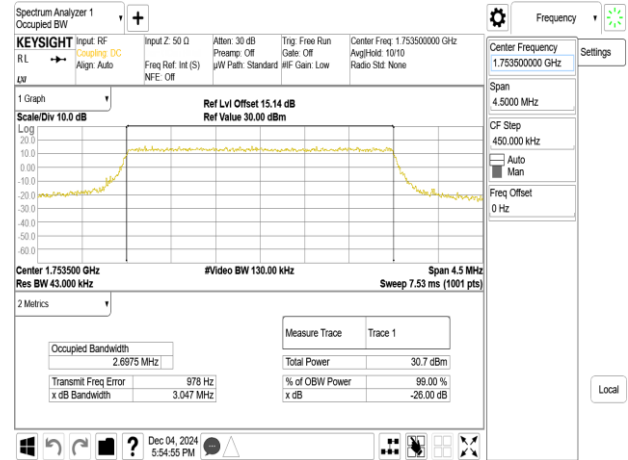 Spectrum Analyzer 1
Occupied BW
Frequency
KEYSIGHT
RL
LXI
Input: RF
Coupling: DC
Align: Auto
Input Z: 50 Ω
Freq Ref: Int (S)
NFE: Off
Atten: 30 dB
Preamp: Off
µW Path: Standard
Trig: Free Run
Gate: Off
#IF Gain: Low
Center Freq: 1.753500000 GHz
Avg|Hold: 10/10
Radio Std: None
Center Frequency
1.753500000 GHz
Settings
Span
4.5000 MHz
CF Step
450.000 kHz
Auto
Man
Freq Offset
0 Hz
Local
1 Graph
Scale/Div 10.0 dB
Ref Lvl Offset 15.14 dB
Ref Value 30.00 dBm
Log
20.0
10.0
0.00
-10.0
-20.0
-30.0
-40.0
-50.0
-60.0
Center 1.753500 GHz
#Video BW 130.00 kHz
Span 4.5 MHz
Res BW 43.000 kHz
Sweep 7.53 ms (1001 pts)
2 Metrics
Measure Trace Trace 1
Occupied Bandwidth
2.6975 MHz
Total Power 30.7 dBm
Transmit Freq Error 978 Hz
% of OBW Power 99.00 %
x dB Bandwidth 3.047 MHz
x dB -26.00 dB
?
Dec 04, 2024
5:54:55 PM